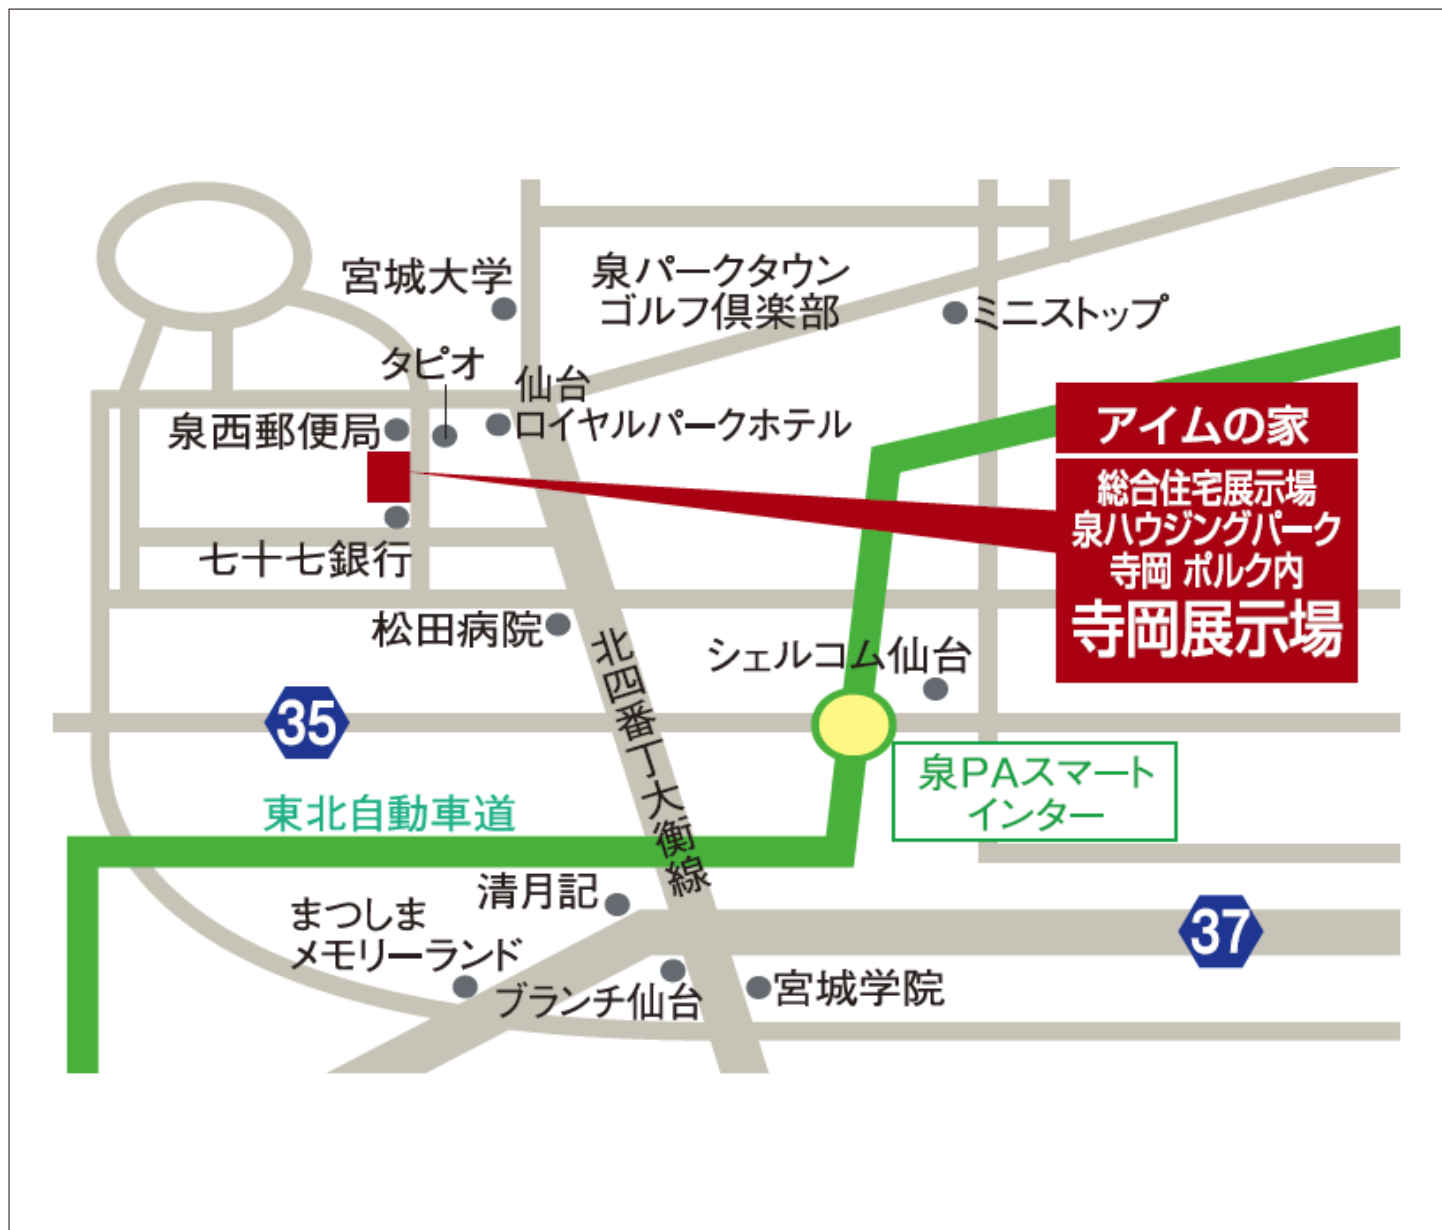 宮城大学
泉パークタウン
ゴルフ倶楽部
ミニストップ
タピオ
仙台
ロイヤルパークホテル
泉西郵便局
アイムの家
総合住宅展示場
泉ハウジングパーク
寺岡 ポルク内
寺岡展示場
七十七銀行
松田病院
北四番丁大衡線
シェルコム仙台
35
泉PAスマート
インター
東北自動車道
清月記
まつしま
メモリーランド
37
ブランチ仙台
宮城学院